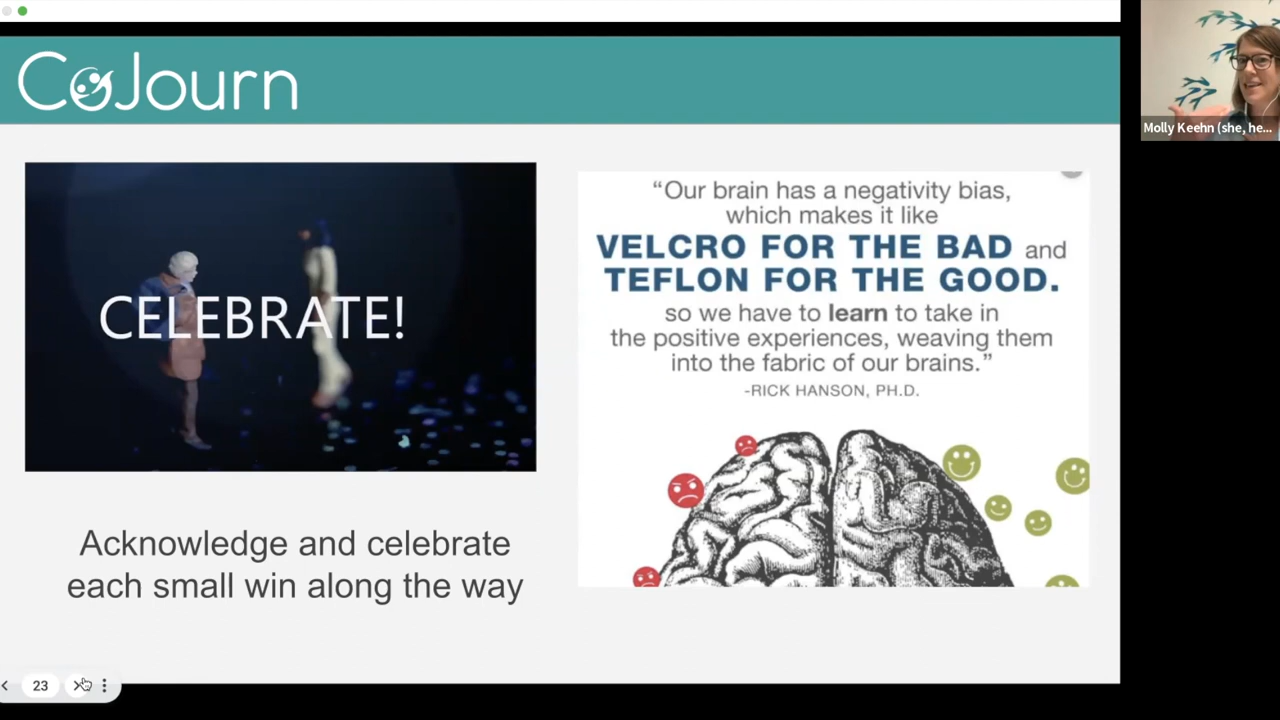 CoJourn
Molly Keehn (she, he...
CELEBRATE!
Acknowledge and celebrate
each small win along the way
“Our brain has a negativity bias,
which makes it like
VELCRO FOR THE BAD and
TEFLON FOR THE GOOD.
so we have to learn to take in
the positive experiences, weaving them
into the fabric of our brains.”
-RICK HANSON, PH.D.
23